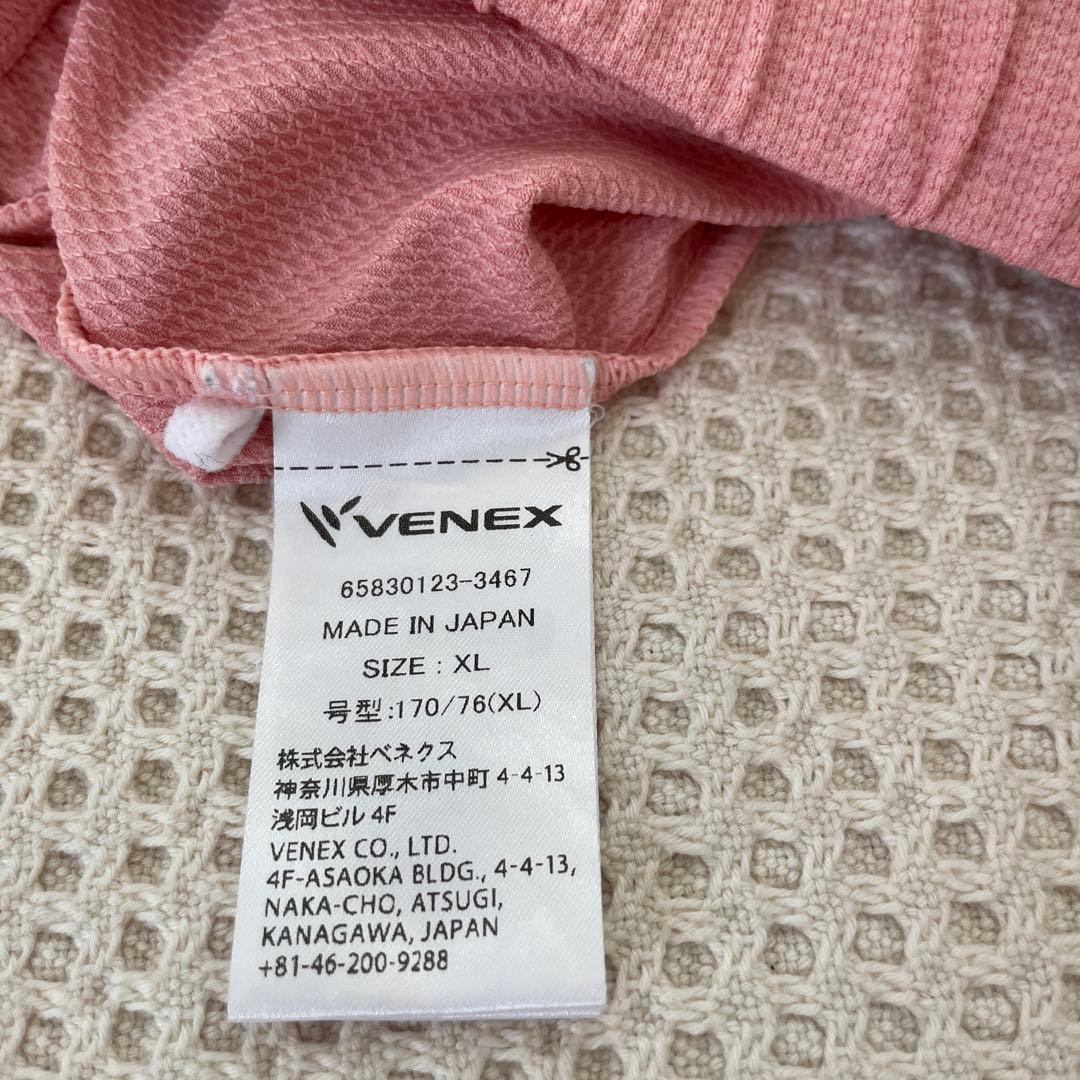 VENEX
65830123-3467
MADE IN JAPAN
SIZE : XL
号型:170/76(XL)
株式会社ベネクス
神奈川県厚木市中町 4-4-13
浅岡ビル 4F
VENEX CO., LTD.
4F-ASAOKA BLDG., 4-4-13,
NAKA-CHO, ATSUGI,
KANAGAWA, JAPAN
+81-46-200-9288